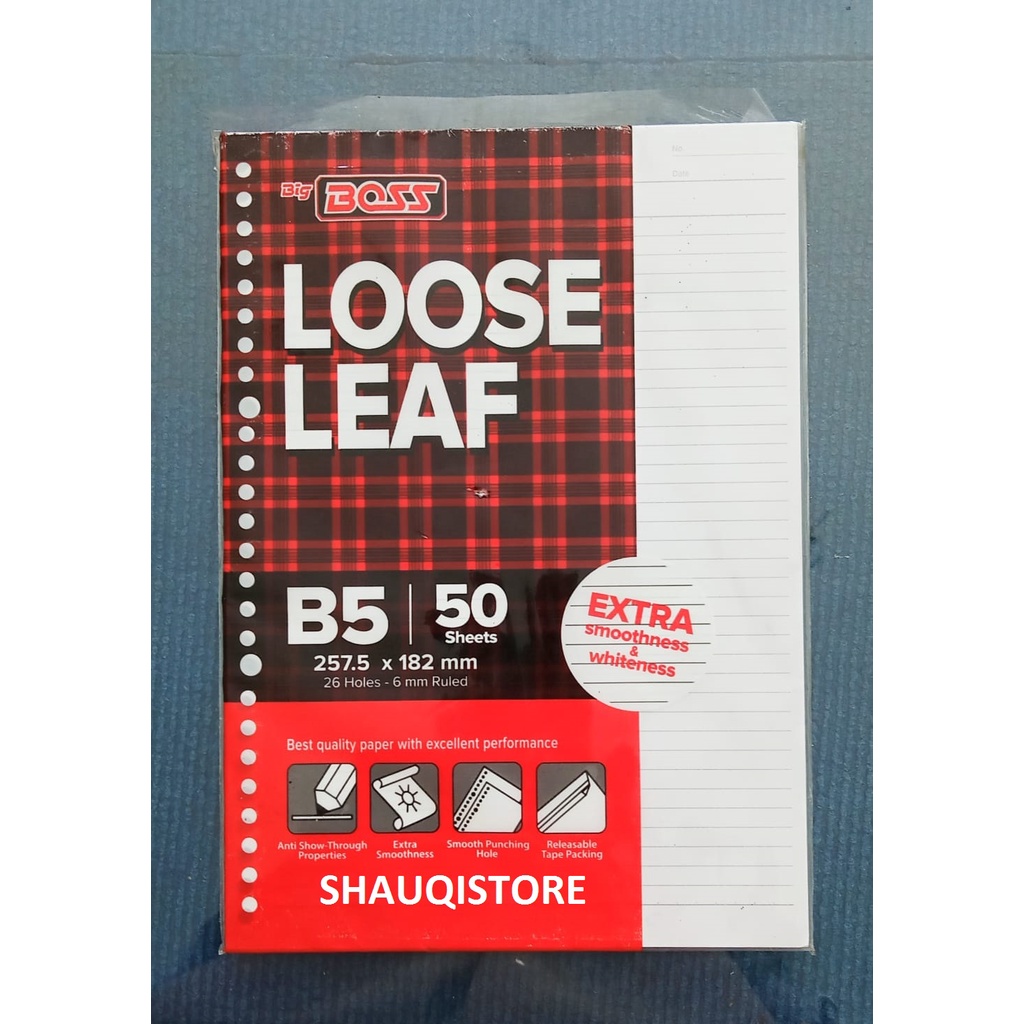 Big BOSS
LOOSE
LEAF
No.
Date
B5
50
Sheets
257.5 x 182 mm
26 Holes - 6 mm Ruled
EXTRA
smoothness
&
whiteness
Best quality paper with excellent performance
Anti Show-Through
Properties
Extra
Smoothness
Smooth Punching
Hole
Releasable
Tape Packing
SHAUQISTORE